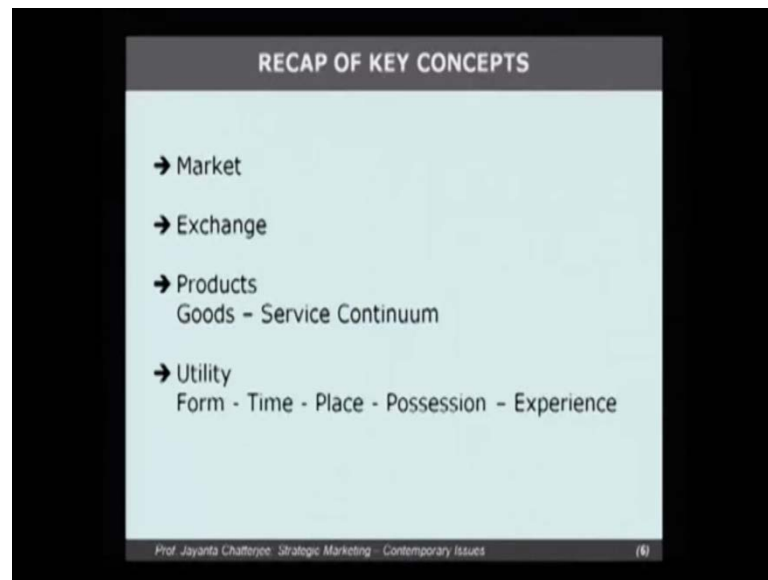 RECAP OF KEY CONCEPTS
→ Market
→ Exchange
→ Products
Goods – Service Continuum
→ Utility
Form - Time - Place - Possession – Experience
Prof. Jayanta Chatterjee: Strategic Marketing – Contemporary Issues (6)